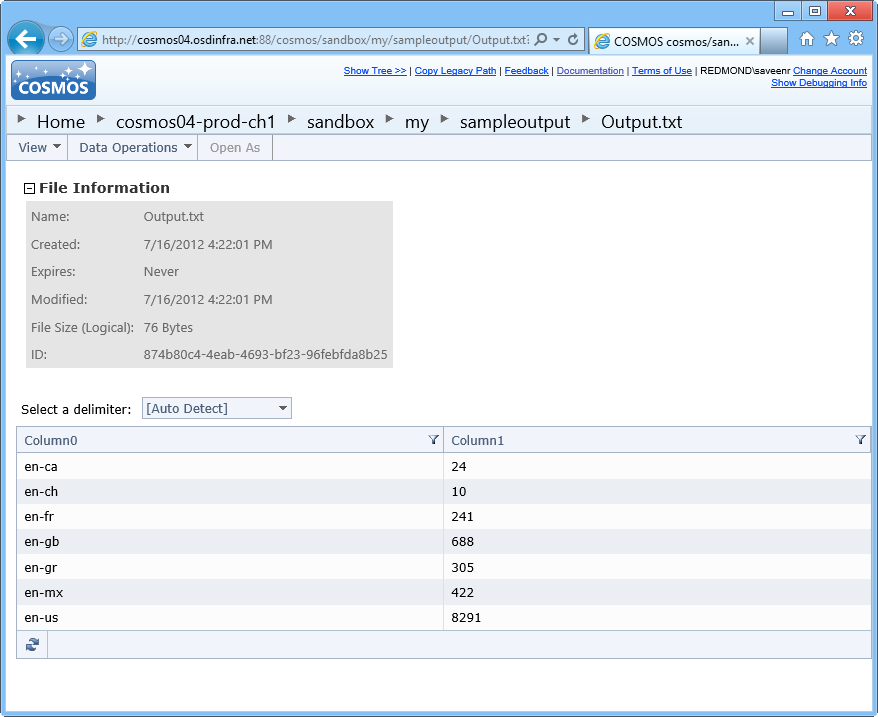 http://cosmos04.osdinfra.net:88/cosmos/sandbox/my/sampleoutput/Output.txt?
COSMOS cosmos/san...
COSMOS
Show Tree >> | Copy Legacy Path | Feedback | Documentation | Terms of Use | REDMOND\saveenr Change Account
Show Debugging Info
Home cosmos04-prod-ch1 sandbox my sampleoutput Output.txt
View Data Operations Open As
File Information
Name: Output.txt
Created: 7/16/2012 4:22:01 PM
Expires: Never
Modified: 7/16/2012 4:22:01 PM
File Size (Logical): 76 Bytes
ID: 874b80c4-4eab-4693-bf23-96febfda8b25
Select a delimiter: [Auto Detect]
Column0 Column1
en-ca 24
en-ch 10
en-fr 241
en-gb 688
en-gr 305
en-mx 422
en-us 8291